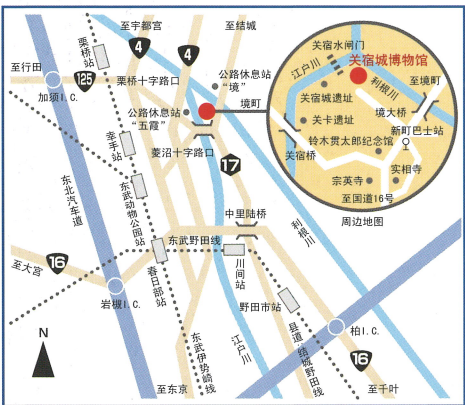 至宇都宫
至结城
栗桥站
4
4
至行田
125
栗桥十字路口
加须I.C.
公路休息站
“境”
公路休息站
“五霞”
境町
幸手站
菱沼十字路口
17
东武动物公园站
东北汽车道
中里陆桥
利根川
东武野田线
16
至大宫
春日部站
川间站
岩槻I.C.
野田市站
柏I.C.
N
江户川
东武伊势崎线
县道·结城野田线
16
至东京
至千叶
关宿水闸门
江户川
关宿城博物馆
利根川
关宿城遗址
至境町
关卡遗址
境大桥
新町巴士站
铃木贯太郎纪念馆
关宿桥
宗英寺
实相寺
至国道16号
周边地图